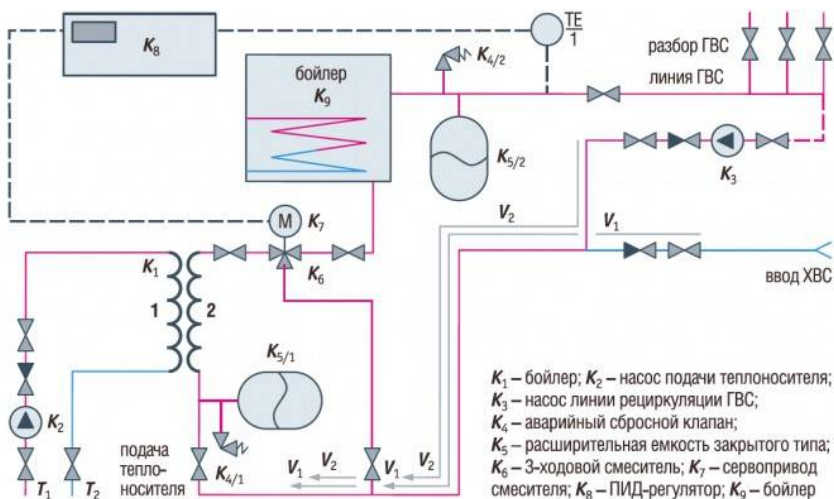 K8
TE
1
K4/2
разбор ГВС
линия ГВС
бойлер
K9
K5/2
K3
V2
V1
M
K7
K1
K6
ввод ХВС
1
2
K5/1
K2
K4/1
подача
тепло-
носителя
T1
T2
V1
V2
V1
V2
K1 – бойлер; K2 – насос подачи теплоносителя;
K3 – насос линии рециркуляции ГВС;
K4 – аварийный сбросной клапан;
K5 – расширительная емкость закрытого типа;
K6 – 3-ходовой смеситель; K7 – сервопривод
смесителя; K8 – ПИД-регулятор; K6 – бойлер